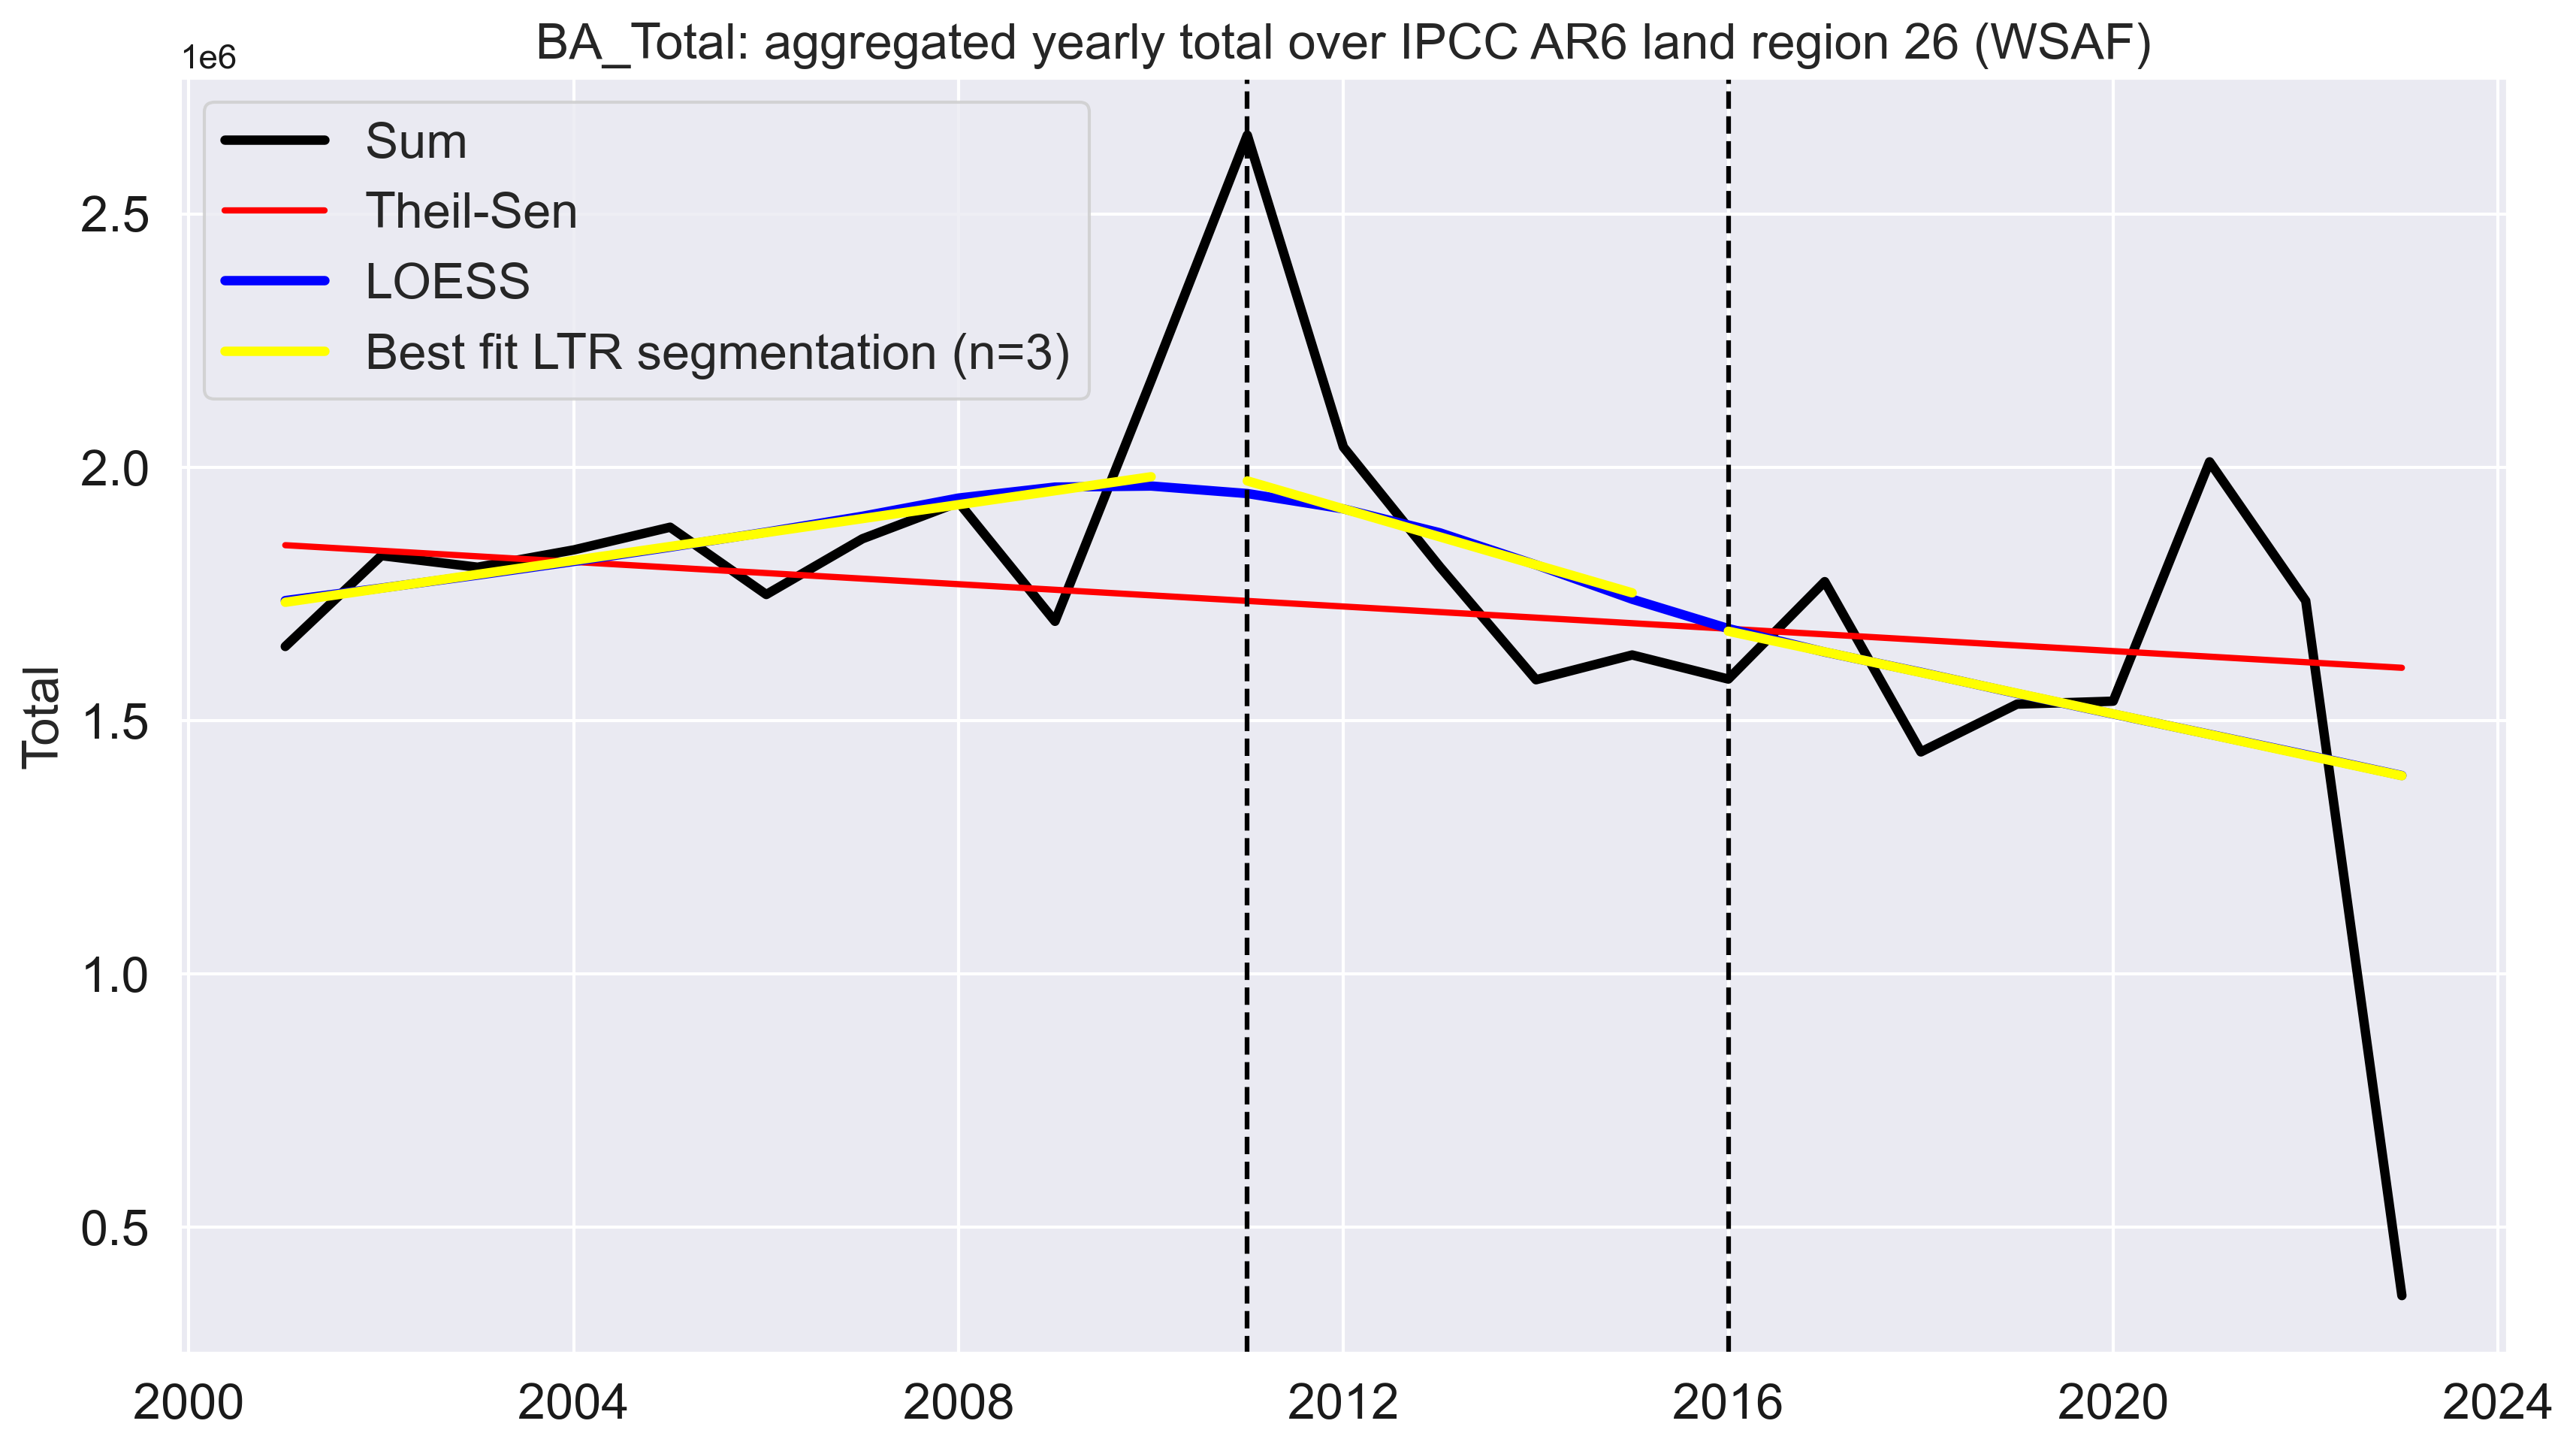 BA_Total: aggregated yearly total over IPCC AR6 land region 26 (WSAF)
1e6
Sum
Theil-Sen
LOESS
Best fit LTR segmentation (n=3)
2.5
2.0
1.5
1.0
0.5
Total
2000 2004 2008 2012 2016 2020 2024